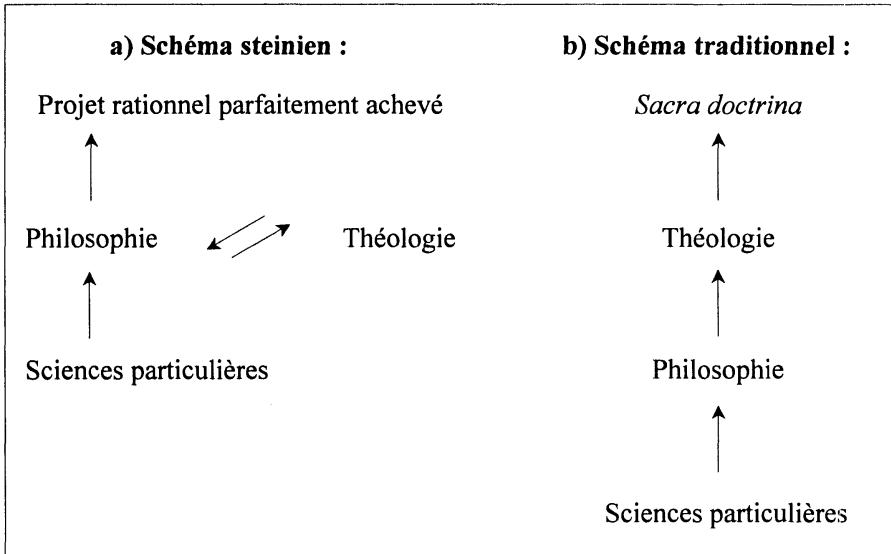 a) Schéma steinien :
Projet rationnel parfaitement achevé
Philosophie
Théologie
Sciences particulières
b) Schéma traditionnel :
Sacra doctrina
Théologie
Philosophie
Sciences particulières